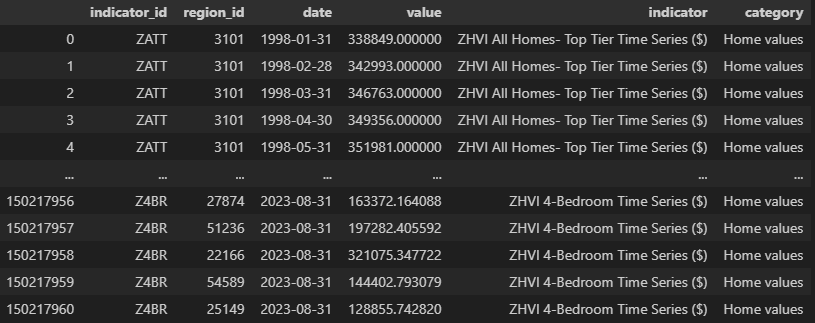 indicator_id region_id date value indicator category
0 ZATT 3101 1998-01-31 338849.000000 ZHVI All Homes- Top Tier Time Series ($) Home values
1 ZATT 3101 1998-02-28 342993.000000 ZHVI All Homes- Top Tier Time Series ($) Home values
2 ZATT 3101 1998-03-31 346763.000000 ZHVI All Homes- Top Tier Time Series ($) Home values
3 ZATT 3101 1998-04-30 349356.000000 ZHVI All Homes- Top Tier Time Series ($) Home values
4 ZATT 3101 1998-05-31 351981.000000 ZHVI All Homes- Top Tier Time Series ($) Home values
... ... ... ... ... ... ...
150217956 Z4BR 27874 2023-08-31 163372.164088 ZHVI 4-Bedroom Time Series ($) Home values
150217957 Z4BR 51236 2023-08-31 197282.405592 ZHVI 4-Bedroom Time Series ($) Home values
150217958 Z4BR 22166 2023-08-31 321075.347722 ZHVI 4-Bedroom Time Series ($) Home values
150217959 Z4BR 54589 2023-08-31 144402.793079 ZHVI 4-Bedroom Time Series ($) Home values
150217960 Z4BR 25149 2023-08-31 128855.742820 ZHVI 4-Bedroom Time Series ($) Home values